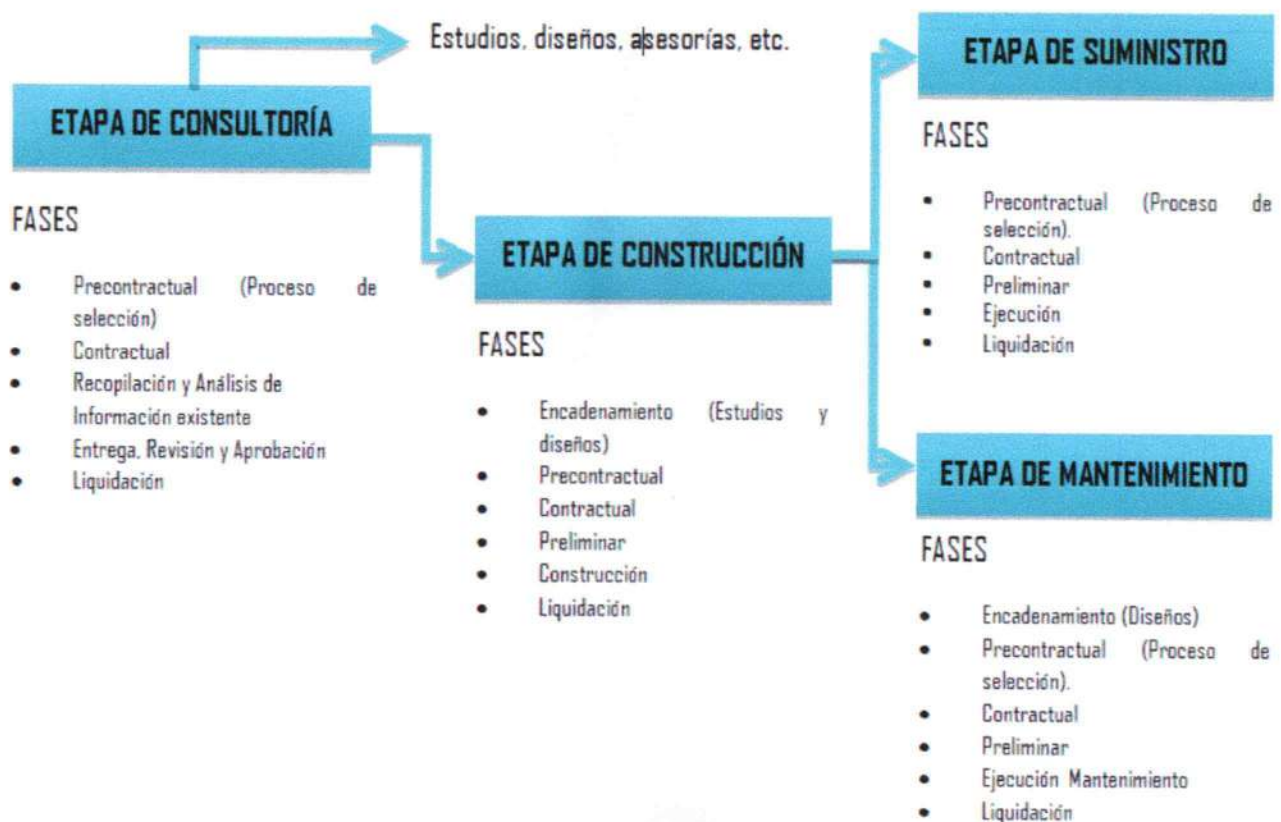 Estudios, diseños, asesorías, etc.
ETAPA DE CONSULTORÍA
FASES
• Precontractual (Proceso de
selección)
• Contractual
• Recopilación y Análisis de
Información existente
• Entrega, Revisión y Aprobación
• Liquidación
ETAPA DE CONSTRUCCIÓN
FASES
• Encadenamiento (Estudios y
diseños)
• Precontractual
• Contractual
• Preliminar
• Construcción
• Liquidación
ETAPA DE SUMINISTRO
FASES
• Precontractual (Proceso de
selección).
• Contractual
• Preliminar
• Ejecución
• Liquidación
ETAPA DE MANTENIMIENTO
FASES
• Encadenamiento (Diseños)
• Precontractual (Proceso de
selección).
• Contractual
• Preliminar
• Ejecución Mantenimiento
• Liquidación